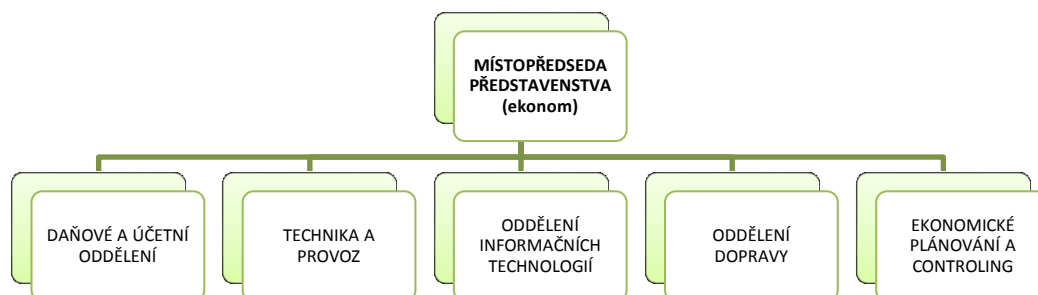 MÍSTOPŘEDSEDA
PŘEDSTAVENSTVA
(ekonom)
DAŇOVÉ A ÚČETNÍ
ODDĚLENÍ
TECHNIKA A
PROVOZ
ODDĚLENÍ
INFORMAČNÍCH
TECHNOLOGIÍ
ODDĚLENÍ
DOPRAVY
EKONOMICKÉ
PLÁNOVÁNÍ A
CONTROLING